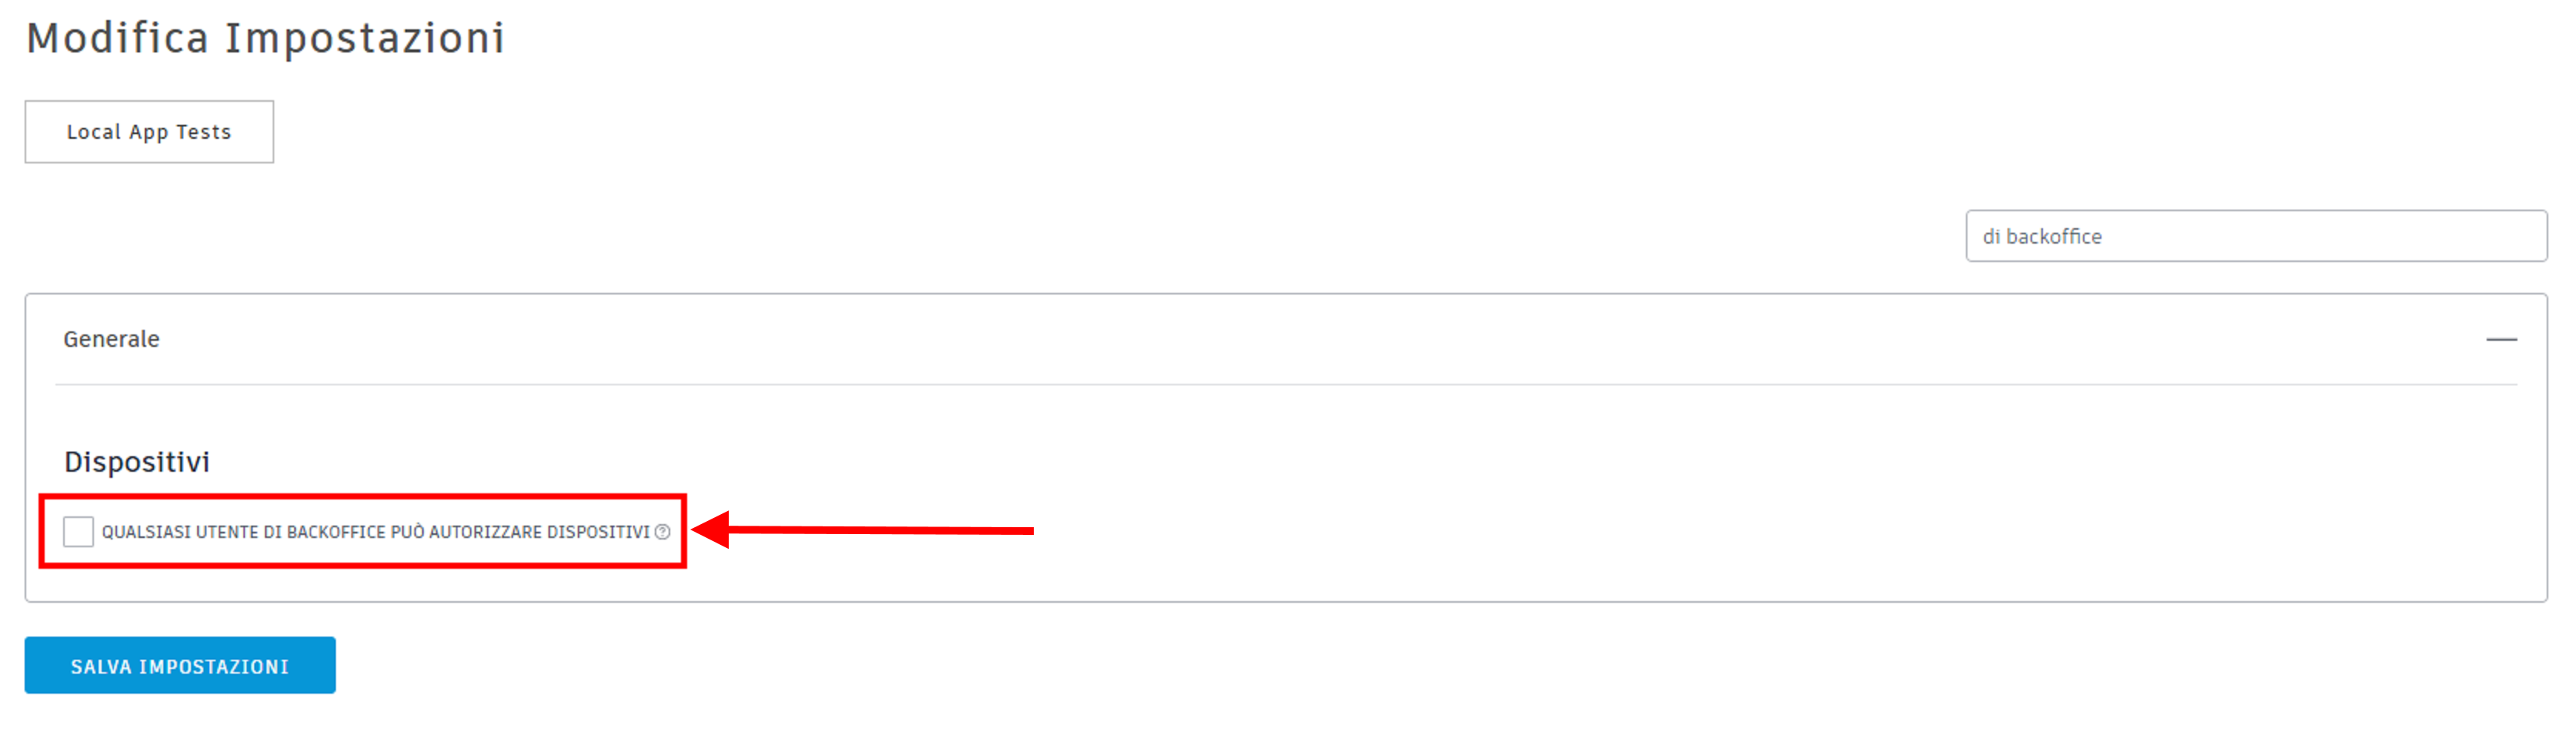 Modifica Impostazioni
Local App Tests
di backoffice
Generale
Dispositivi
QUALSIASI UTENTE DI BACKOFFICE PUÒ AUTORIZZARE DISPOSITIVI ?
SALVA IMPOSTAZIONI